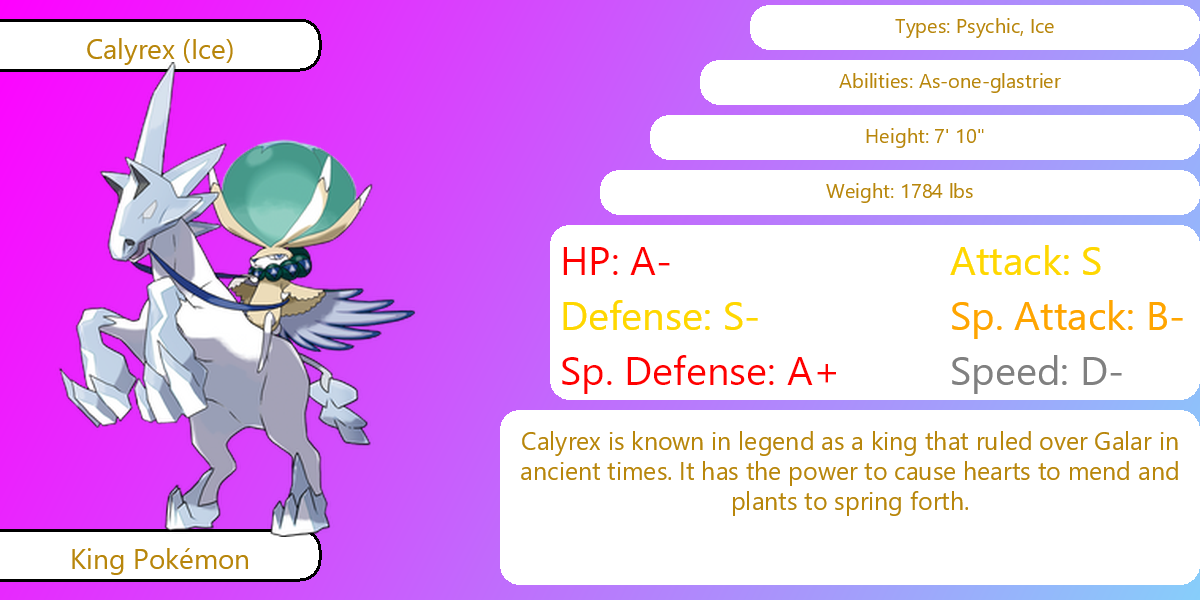 Calyrex (Ice)
Types: Psychic, Ice
Abilities: As-one-glastrier
Height: 7' 10"
Weight: 1784 lbs
HP: A-
Attack: S
Defense: S-
Sp. Attack: B-
Sp. Defense: A+
Speed: D-
Calyrex is known in legend as a king that ruled over Galar in
ancient times. It has the power to cause hearts to mend and
plants to spring forth.
King Pokémon